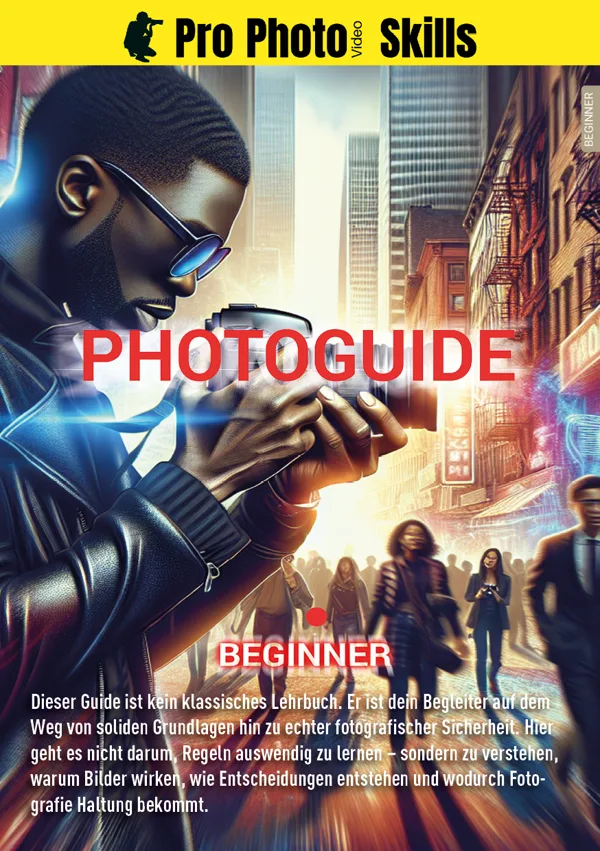 Pro Photo Video Skills
BEGINNER
PHOTOGUIDE
BEGINNER
Dieser Guide ist kein klassisches Lehrbuch. Er ist dein Begleiter auf dem
Weg von soliden Grundlagen hin zu echter fotografischer Sicherheit. Hier
geht es nicht darum, Regeln auswendig zu lernen – sondern zu verstehen,
warum Bilder wirken, wie Entscheidungen entstehen und wodurch Foto-
grafie Haltung bekommt.